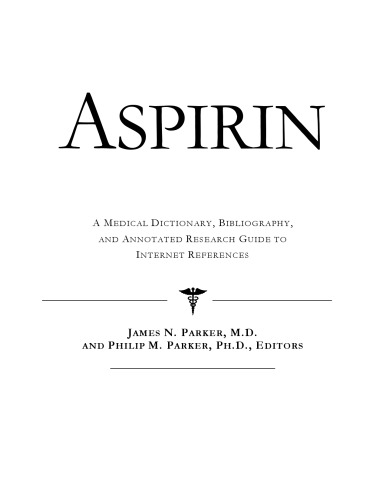 ASPIRIN
A MEDICAL DICTIONARY, BIBLIOGRAPHY,
AND ANNOTATED RESEARCH GUIDE TO
INTERNET REFERENCES
JAMES N. PARKER, M.D.
AND PHILIP M. PARKER, PH.D., EDITORS